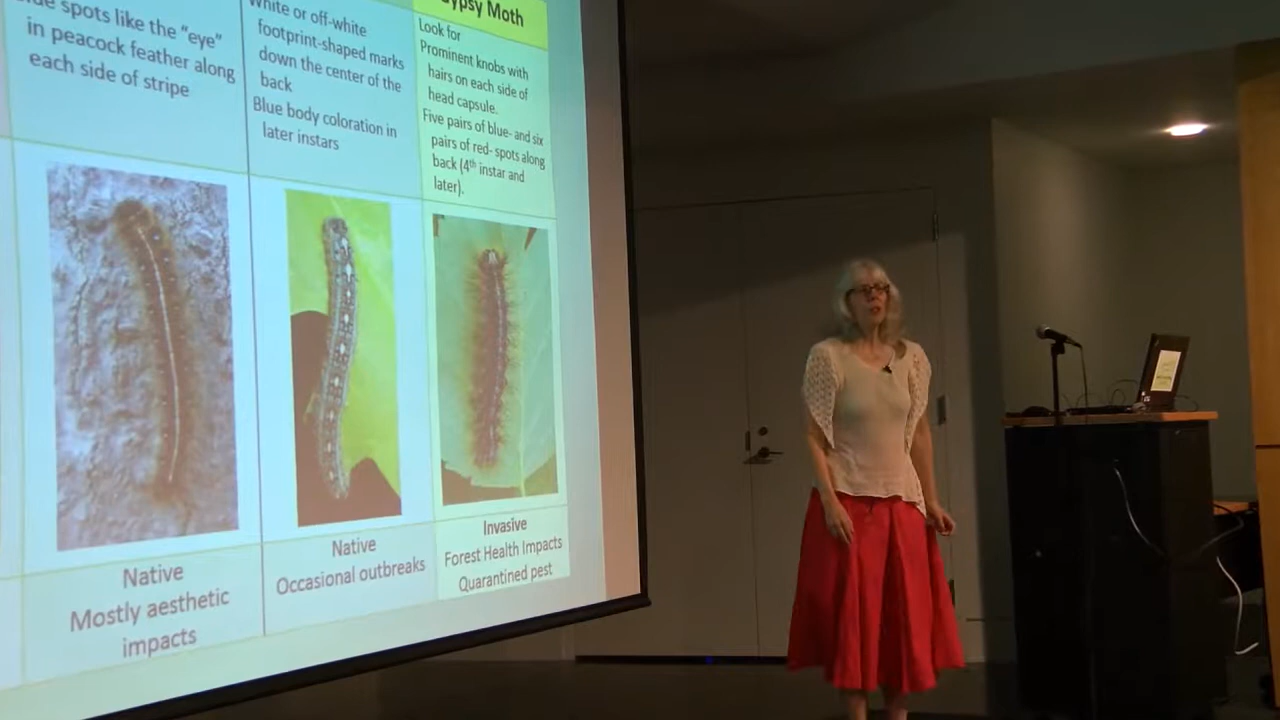 spots like the "eye"
in peacock feather along
each side of stripe
White or off-white
footprint-shaped marks
down the center of the
back
Blue body coloration in
later instars
Gypsy Moth
Look for
Prominent knobs with
hairs on each side of
head capsule.
Five pairs of blue- and six
pairs of red- spots along
back (4th instar and
later).
Native
Mostly aesthetic
impacts
Native
Occasional outbreaks
Invasive
Forest Health Impacts
Quarantined pest